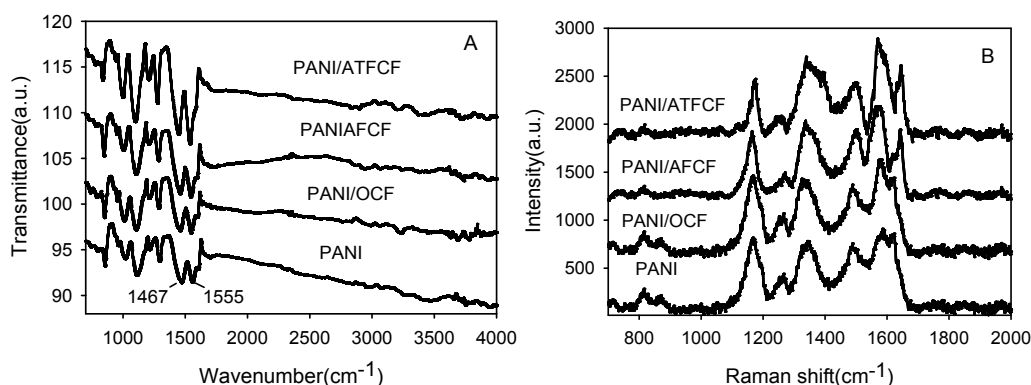 A
Transmittance(a.u.)
120
115
110
105
100
95
90
PANI/ATFCF
PANIAFCF
PANI/OCF
PANI
1467
1555
1000 1500 2000 2500 3000 3500 4000
Wavenumber(cm-1)
B
Intensity(a.u.)
3000
2500
2000
1500
1000
500
PANI/ATFCF
PANI/AFCF
PANI/OCF
PANI
800 1000 1200 1400 1600 1800 2000
Raman shift(cm-1)